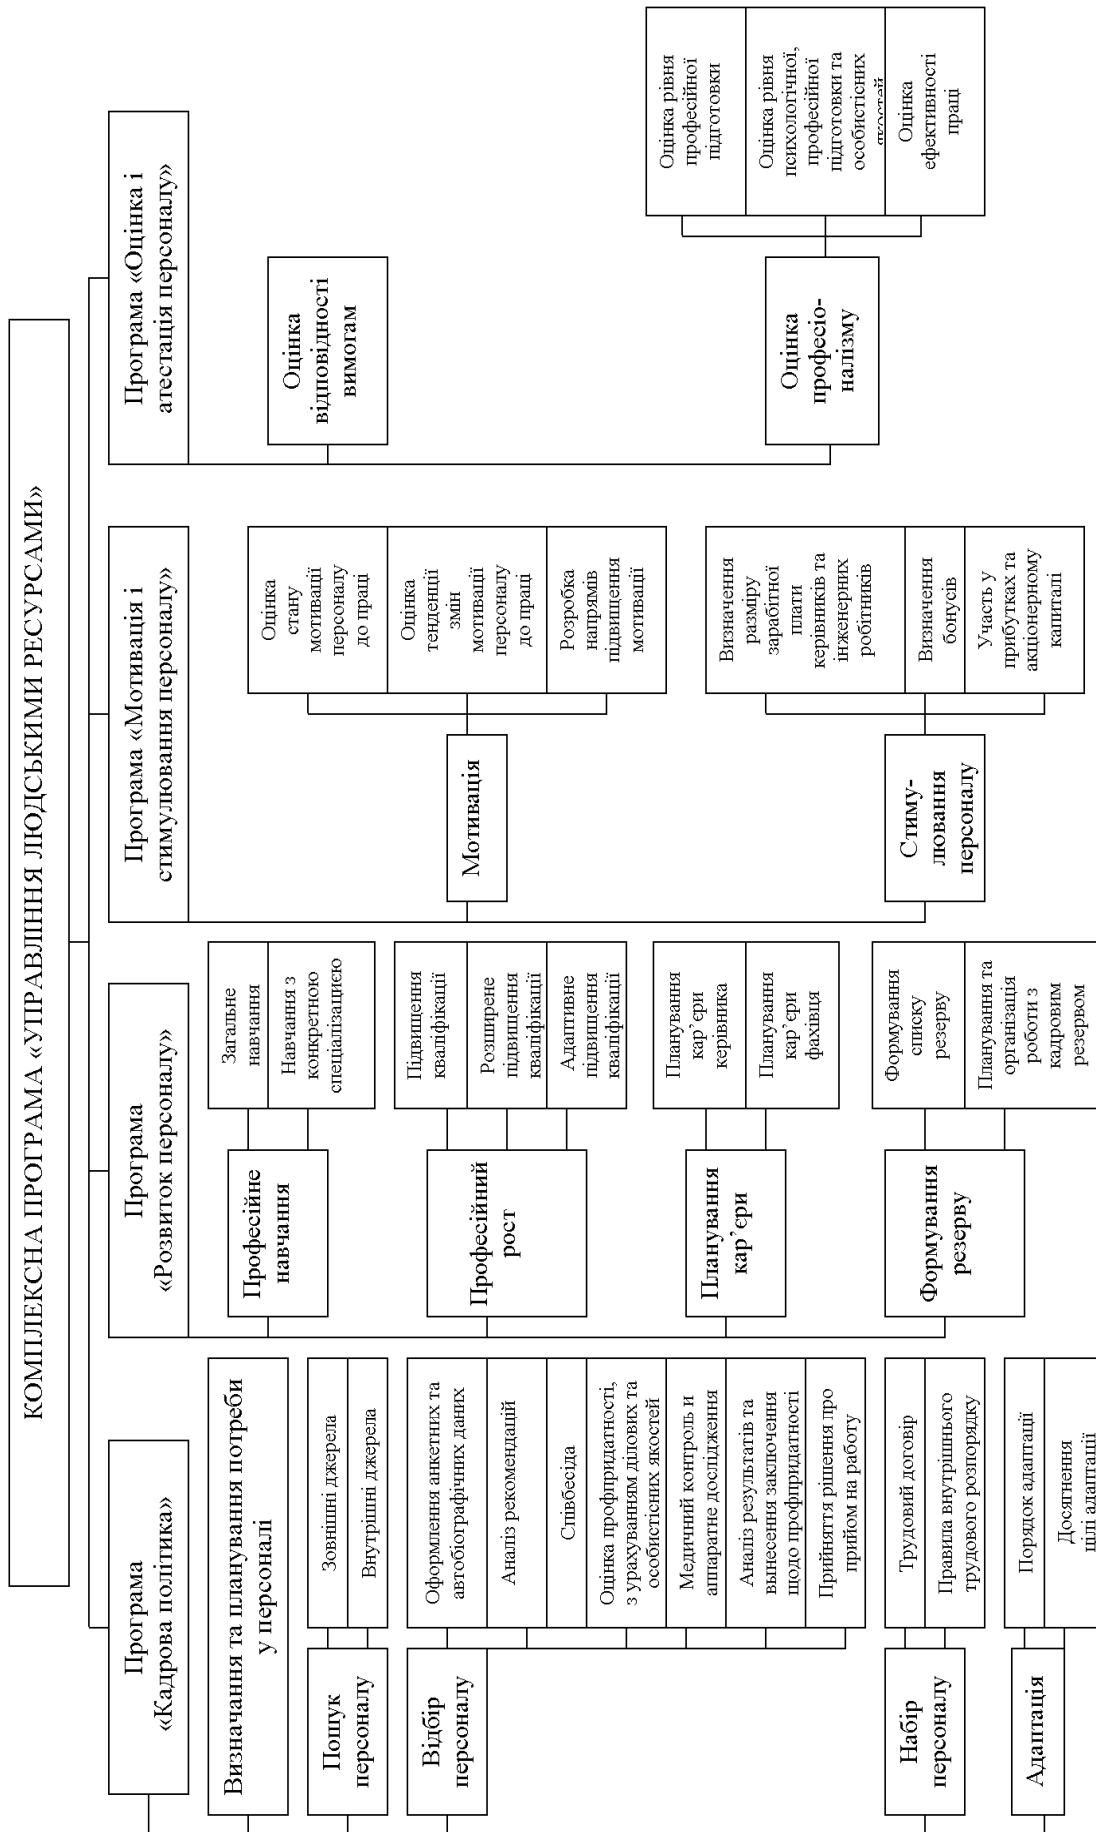 КОМПЛЕКСНА ПРОГРАМА «УПРАВЛІННЯ ЛЮДСЬКИМИ РЕСУРСАМИ»
Програма
«Кадрова політика»
Визначання та планування потреби
у персоналі
Пошук
персоналу
Зовнішні джерела
Внутрішні джерела
Відбір
персоналу
Оформлення анкетних та
автобіографічних даних
Аналіз рекомендацій
Співбесіда
Оцінка профпридатності,
з урахуванням ділових та
особистісних якостей
Медичний контроль и
аппаратне дослідження
Аналіз результатів та
винесення заключення
щодо профпридатності
Прийняття рішення про
прийом на работу
Набір
персоналу
Трудовий договір
Правила внутрішнього
трудового розпорядку
Адаптація
Порядок адаптації
Досягнення
цілі адаптації
Програма
«Розвиток персоналу»
Професійне
навчання
Загальне
навчання
Навчання з
конкретною
спеціалізацією
Професійний
рост
Підвищення
кваліфікації
Розширене
підвищення
кваліфікації
Адаптивне
підвищення
кваліфікації
Планування
кар’єри
Планування
кар’єри
керівника
Планування
кар’єри
фахівця
Формування
резерву
Формування
списку
резерву
Планування та
організація
роботи з
кадровим
резервом
Програма «Мотивація і
стимулювання персоналу»
Мотивація
Оцінка
стану
мотивації
персоналу
до праці
Оцінка
тенденції
змін
мотивації
персоналу
до праці
Розробка
напрямів
підвищення
мотивації
Стиму-
лювання
персоналу
Визначення
разміру
зарабітної
плати
керівників та
інженерних
робітників
Визначення
бонусів
Участь у
прибутках та
акціонерному
капиталі
Програма «Оцінка і
атестація персоналу»
Оцінка
відповідності
вимогам
Оцінка
професіо-
налізму
Оцінка рівня
професійної
підготовки
Оцінка рівня
психологічної,
професійної
підготовки та
особистісних
якостей
Оцінка
ефективності
праці